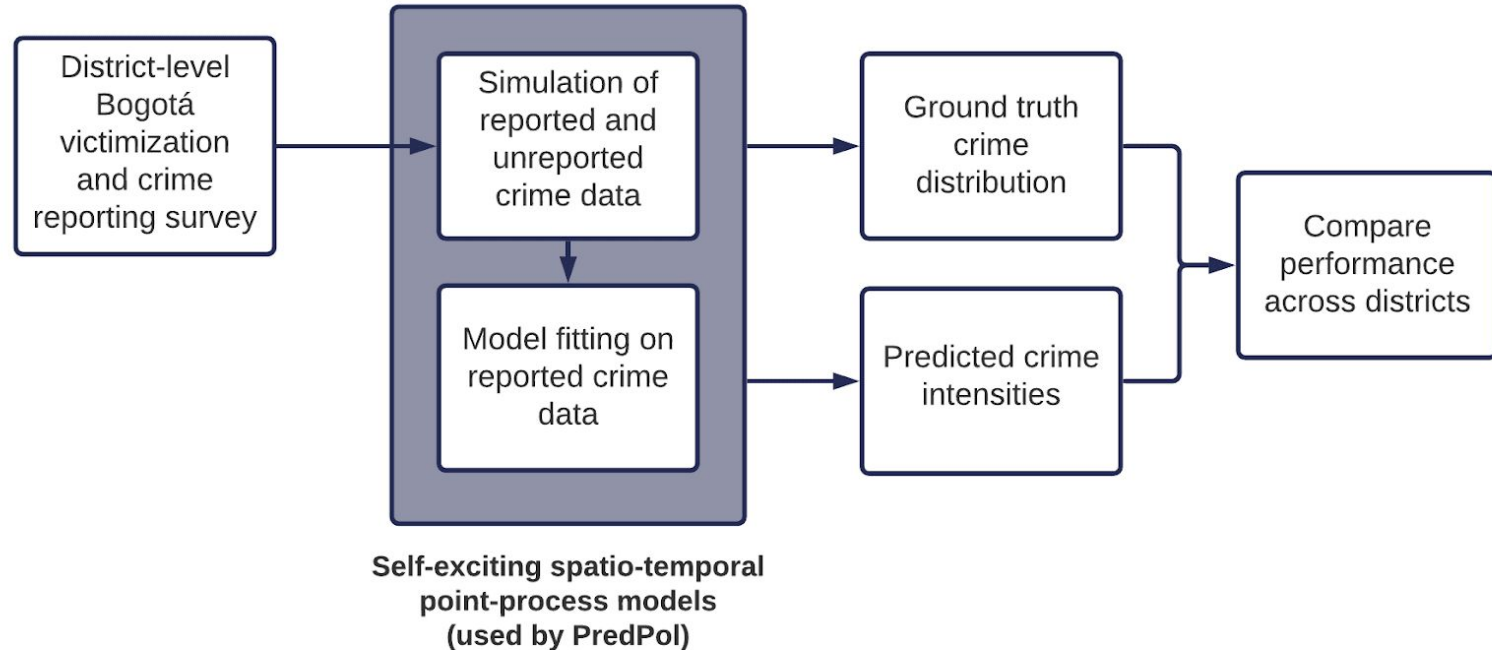 District-level
Bogotá
victimization
and crime
reporting survey
Simulation of
reported and
unreported
crime data
Model fitting on
reported crime
data
Self-exciting spatio-temporal
point-process models
(used by PredPol)
Ground truth
crime
distribution
Predicted crime
intensities
Compare
performance
across districts